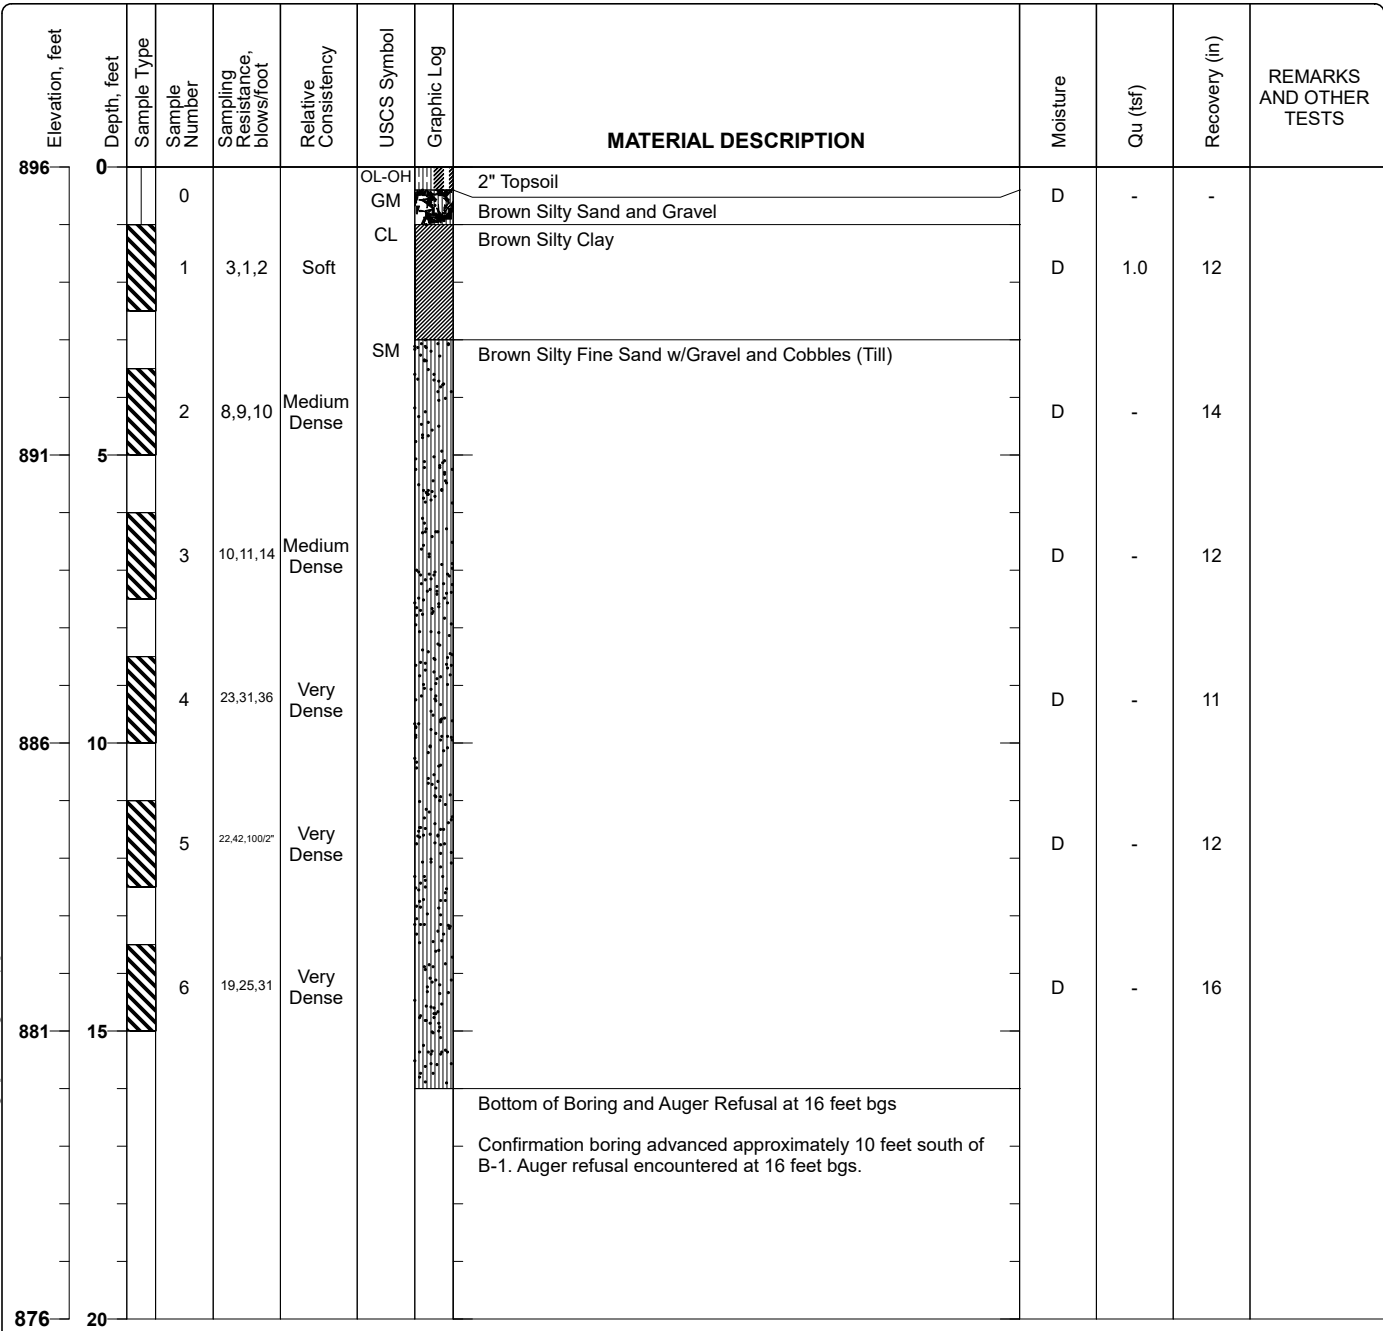 Elevation, feet
Depth, feet
Sample Type
Sample
Number
Sampling
Resistance,
blows/foot
Relative
Consistency
USCS Symbol
Graphic Log
MATERIAL DESCRIPTION
Moisture
Qu (tsf)
Recovery (in)
REMARKS
AND OTHER
TESTS
896 0
OL-OH 2" Topsoil
0 GM D - -
Brown Silty Sand and Gravel
CL Brown Silty Clay
1 3,1,2 Soft D 1.0 12
SM Brown Silty Fine Sand w/Gravel and Cobbles (Till)
2 8,9,10 Medium
Dense D - 14
891 5
3 10,11,14 Medium
Dense D - 12
4 23,31,36 Very
Dense D - 11
886 10
5 22,42,100/2" Very
Dense D - 12
6 19,25,31 Very
Dense D - 16
881 15
Bottom of Boring and Auger Refusal at 16 feet bgs
Confirmation boring advanced approximately 10 feet south of
B-1. Auger refusal encountered at 16 feet bgs.
876 20